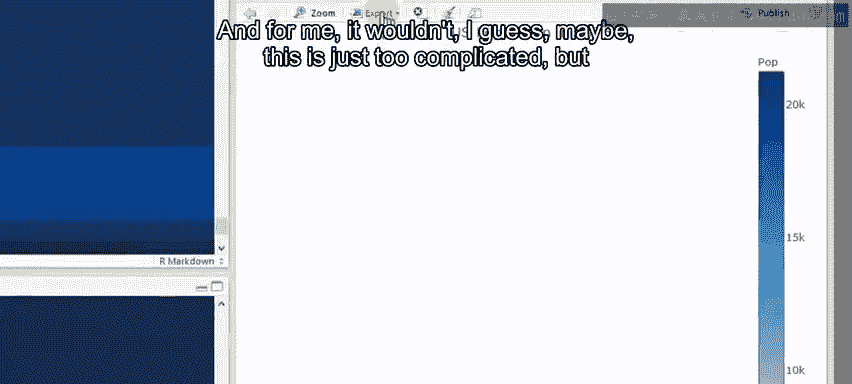 Zoom Export Publish
And for me, it wouldn't, I guess, maybe,
this is just too complicated, but
Pop
20k
15k
R Markdown
10k